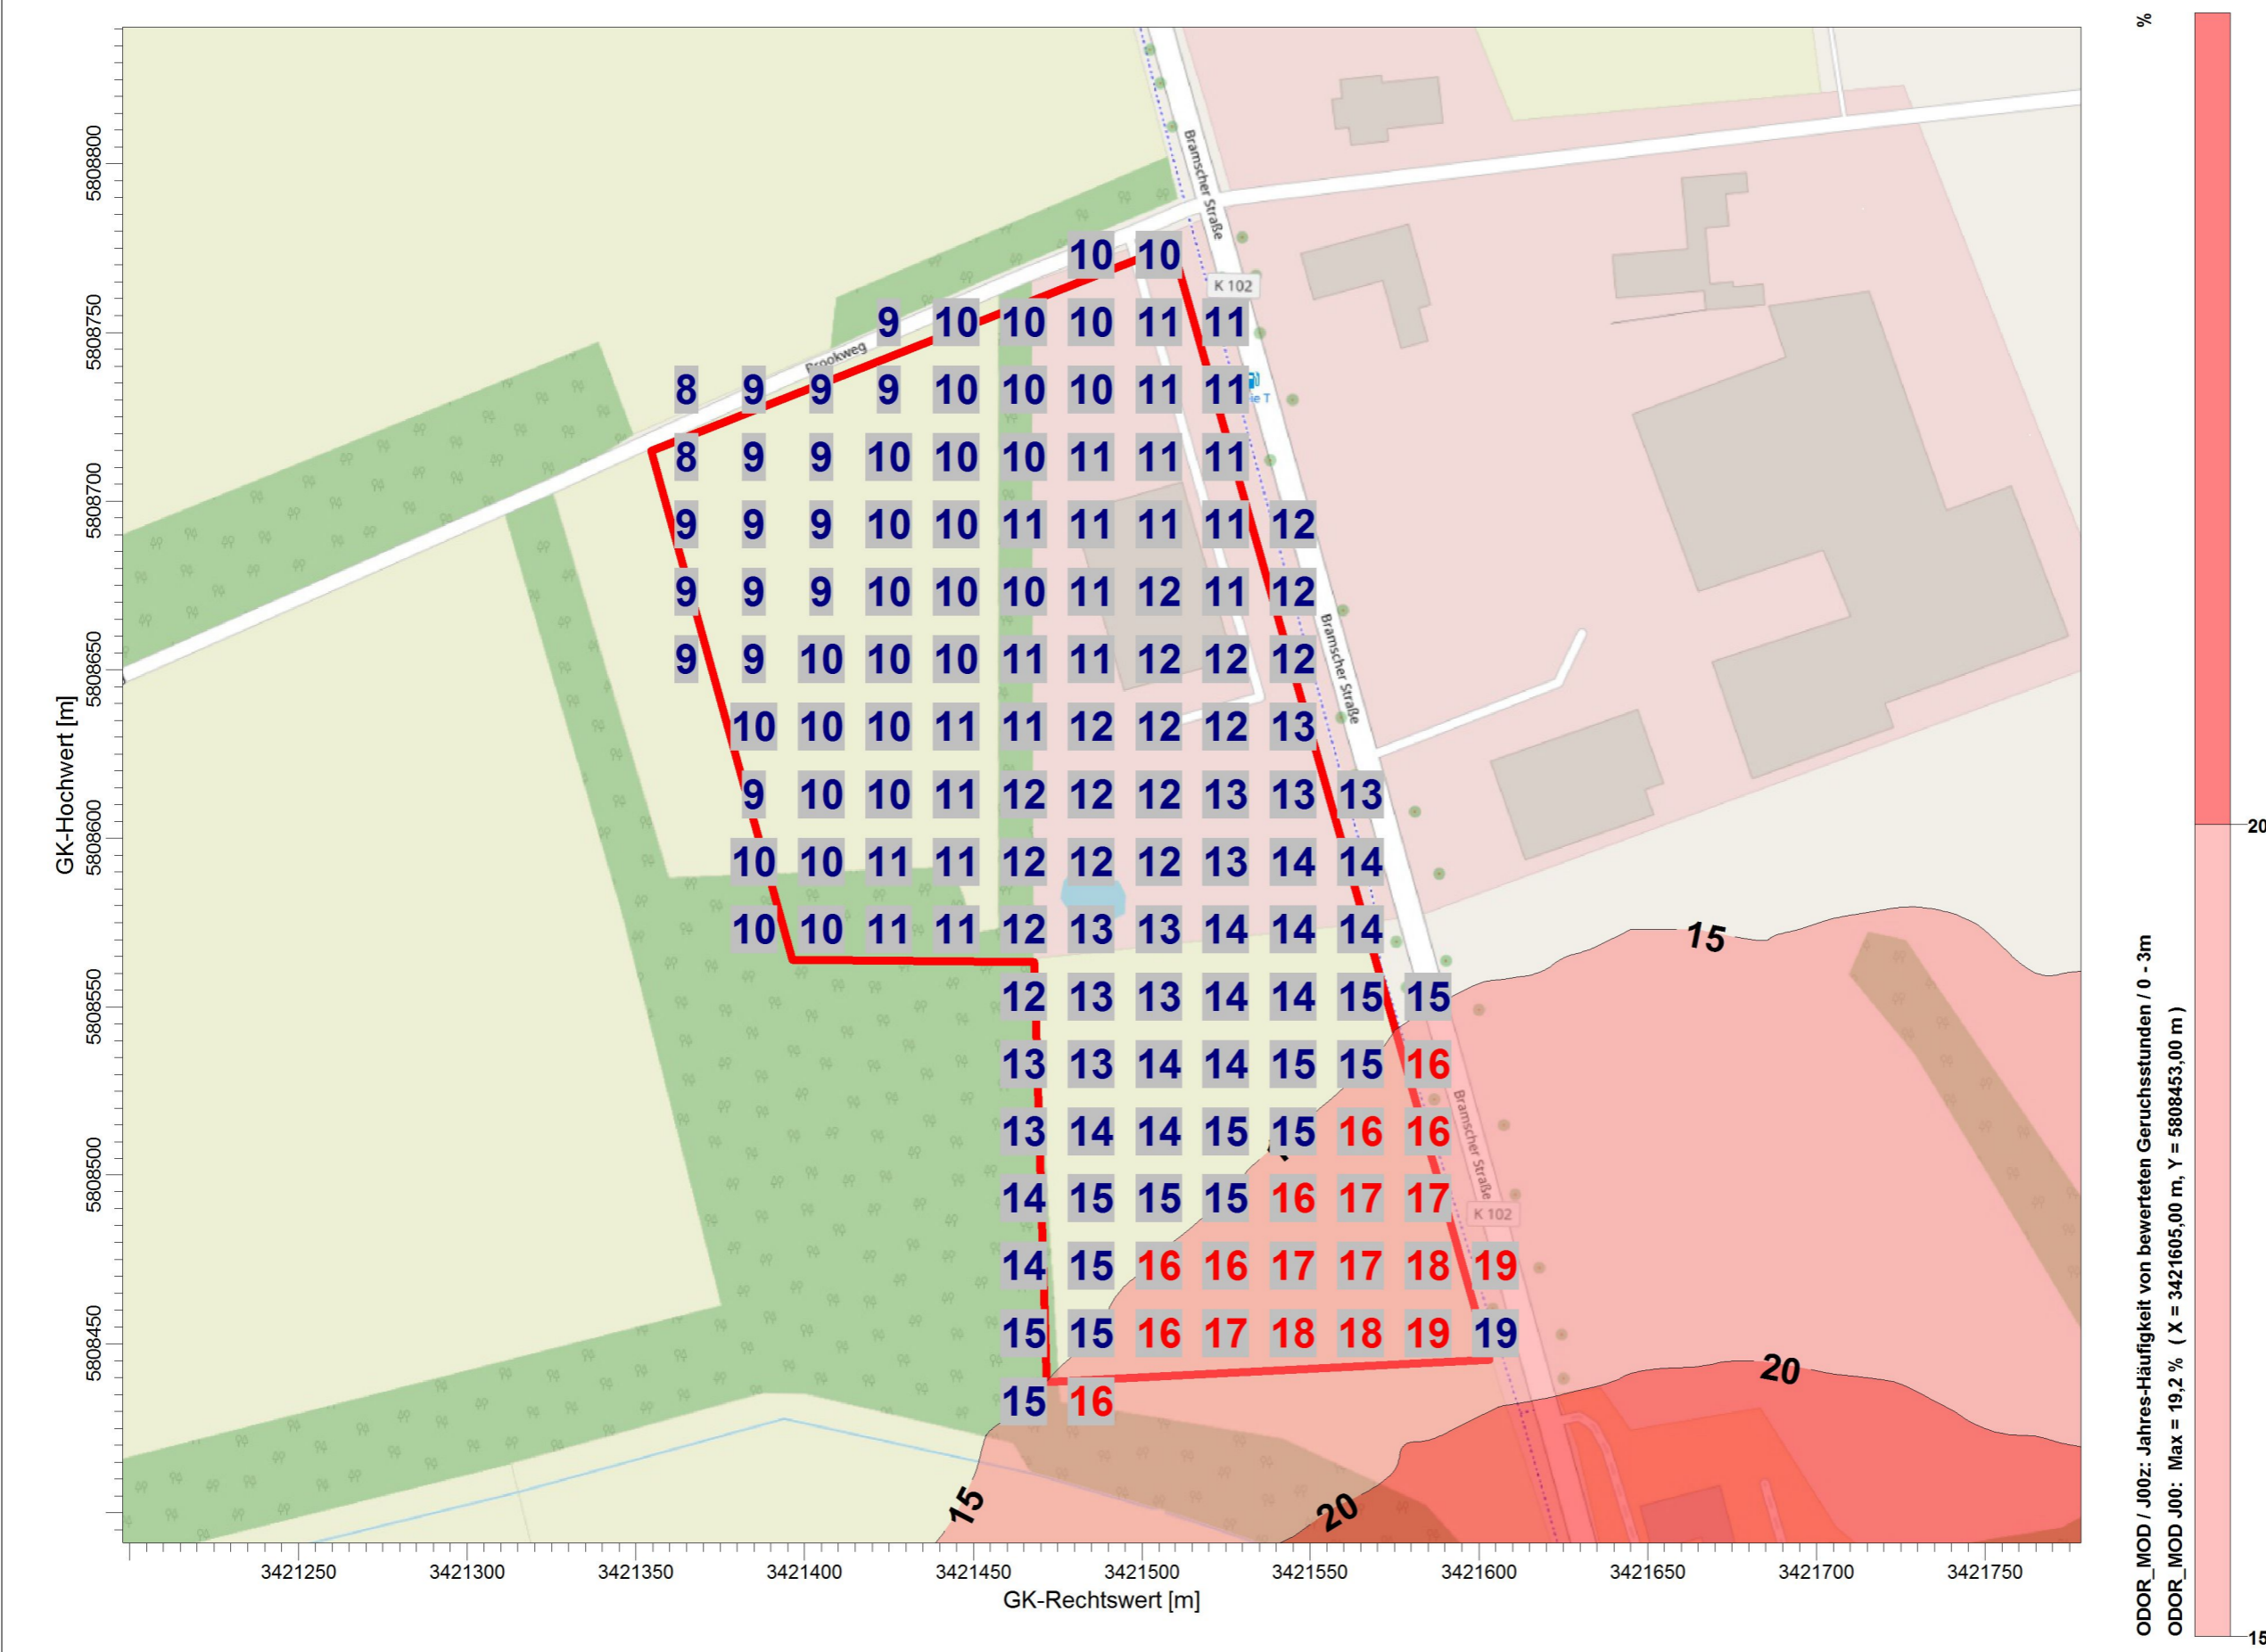 %
5808800
5808750
5808700
5808650
5808600
5808550
5808500
5808450
GK-Hochwert [m]
Bramscher Straße
K 102
Brookweg
10 10
9 10 10 10 11 11
8 9 9 9 10 10 10 11 11
8 9 9 10 10 10 11 11 11
9 9 9 10 10 11 11 11 11 12
9 9 9 10 10 10 11 12 11 12
9 9 10 10 10 11 11 12 12 12
Bramscher Straße
10 10 10 11 11 12 12 12 13
9 10 10 11 12 12 12 13 13 13
10 10 11 11 12 12 12 13 14 14
10 10 11 11 12 13 13 14 14 14
15
12 13 13 14 14 15 15
13 13 14 14 15 15 16
13 14 14 15 15 16 16
Bramscher Straße
14 15 15 15 16 17 17
K 102
14 15 16 16 17 17 18 19
15 15 16 17 18 18 19 19
20
15 16
15
20
3421250 3421300 3421350 3421400 3421450 3421500 3421550 3421600 3421650 3421700 3421750
GK-Rechtswert [m]
ODOR_MOD / J00z: Jahres-Häufigkeit von bewerteten Geruchsstunden / 0 - 3m
ODOR_MOD J00: Max = 19,2 % ( X = 3421605,00 m, Y = 5808453,00 m )
20
15